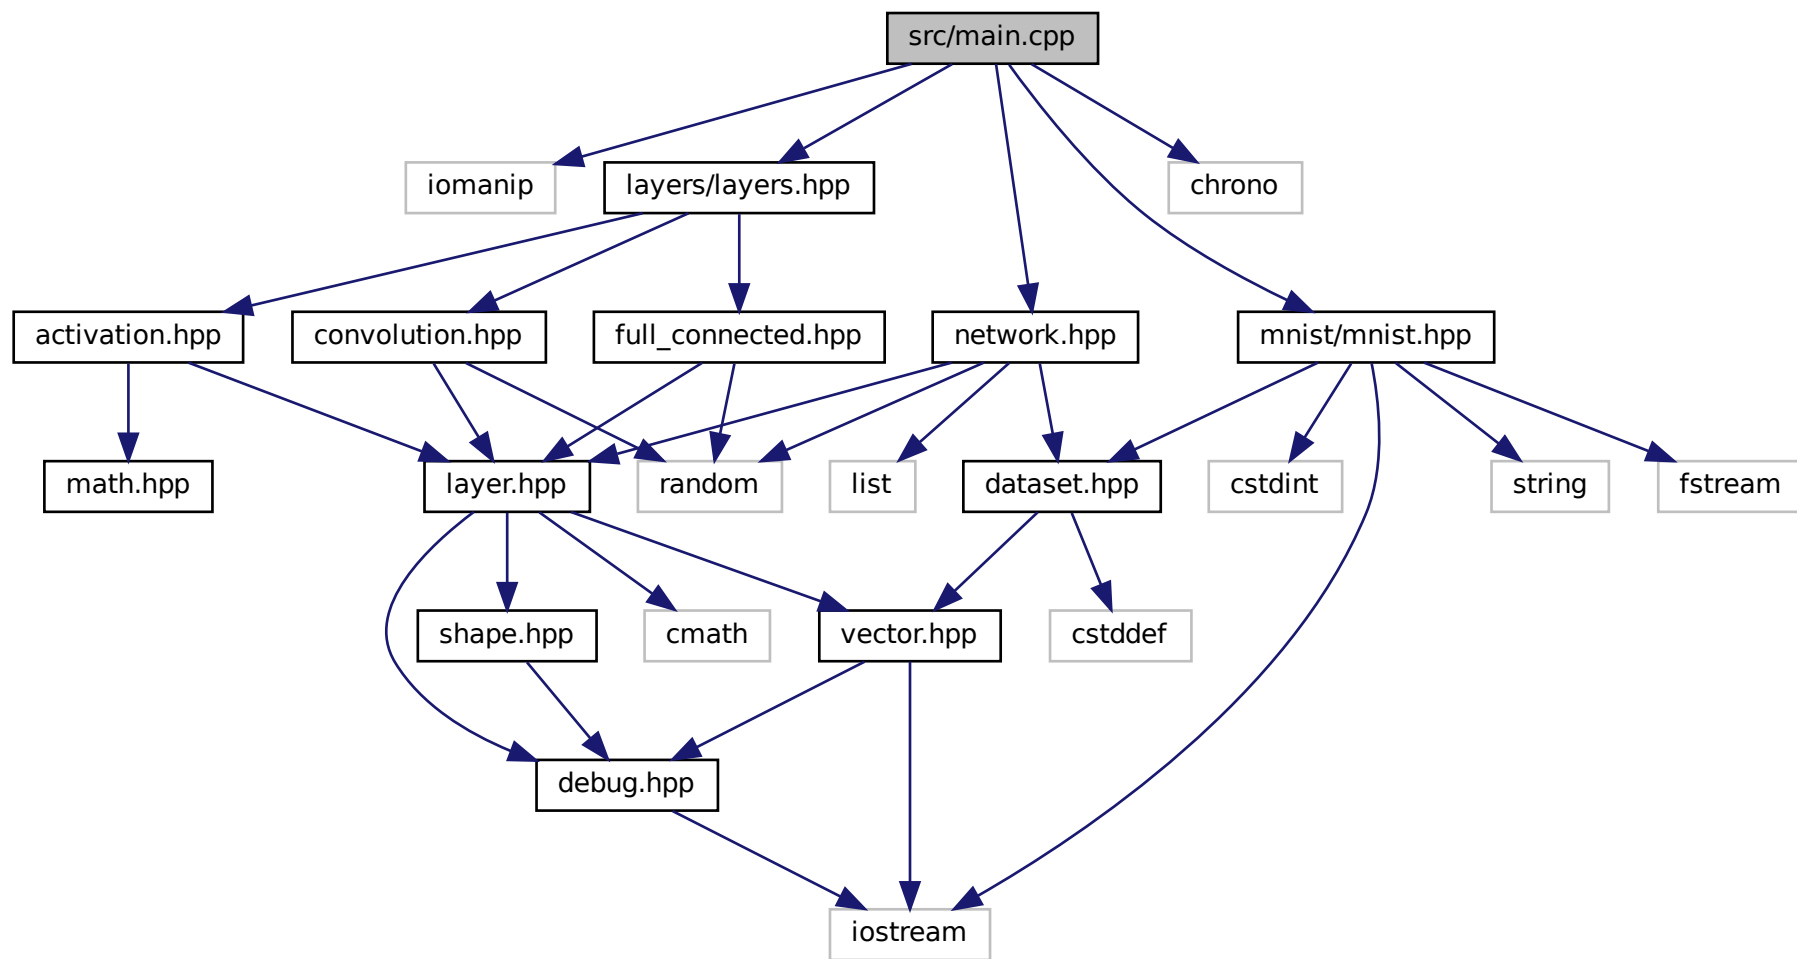 src/main.cpp
iomanip
layers/layers.hpp
chrono
activation.hpp
convolution.hpp
full_connected.hpp
network.hpp
mnist/mnist.hpp
math.hpp
layer.hpp
random
list
dataset.hpp
cstdint
string
fstream
shape.hpp
cmath
vector.hpp
cstddef
debug.hpp
iostream